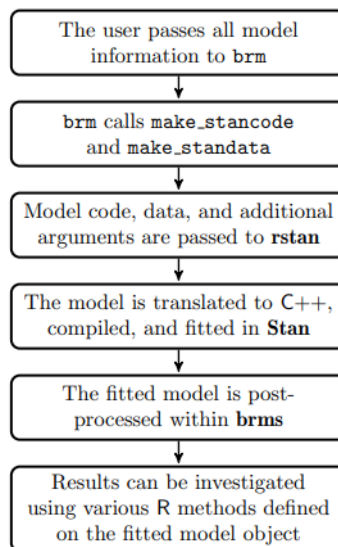 The user passes all model
information to brm
brm calls make_stancode
and make_standata
Model code, data, and additional
arguments are passed to rstan
The model is translated to C++,
compiled, and fitted in Stan
The fitted model is post-
processed within brms
Results can be investigated
using various R methods defined
on the fitted model object